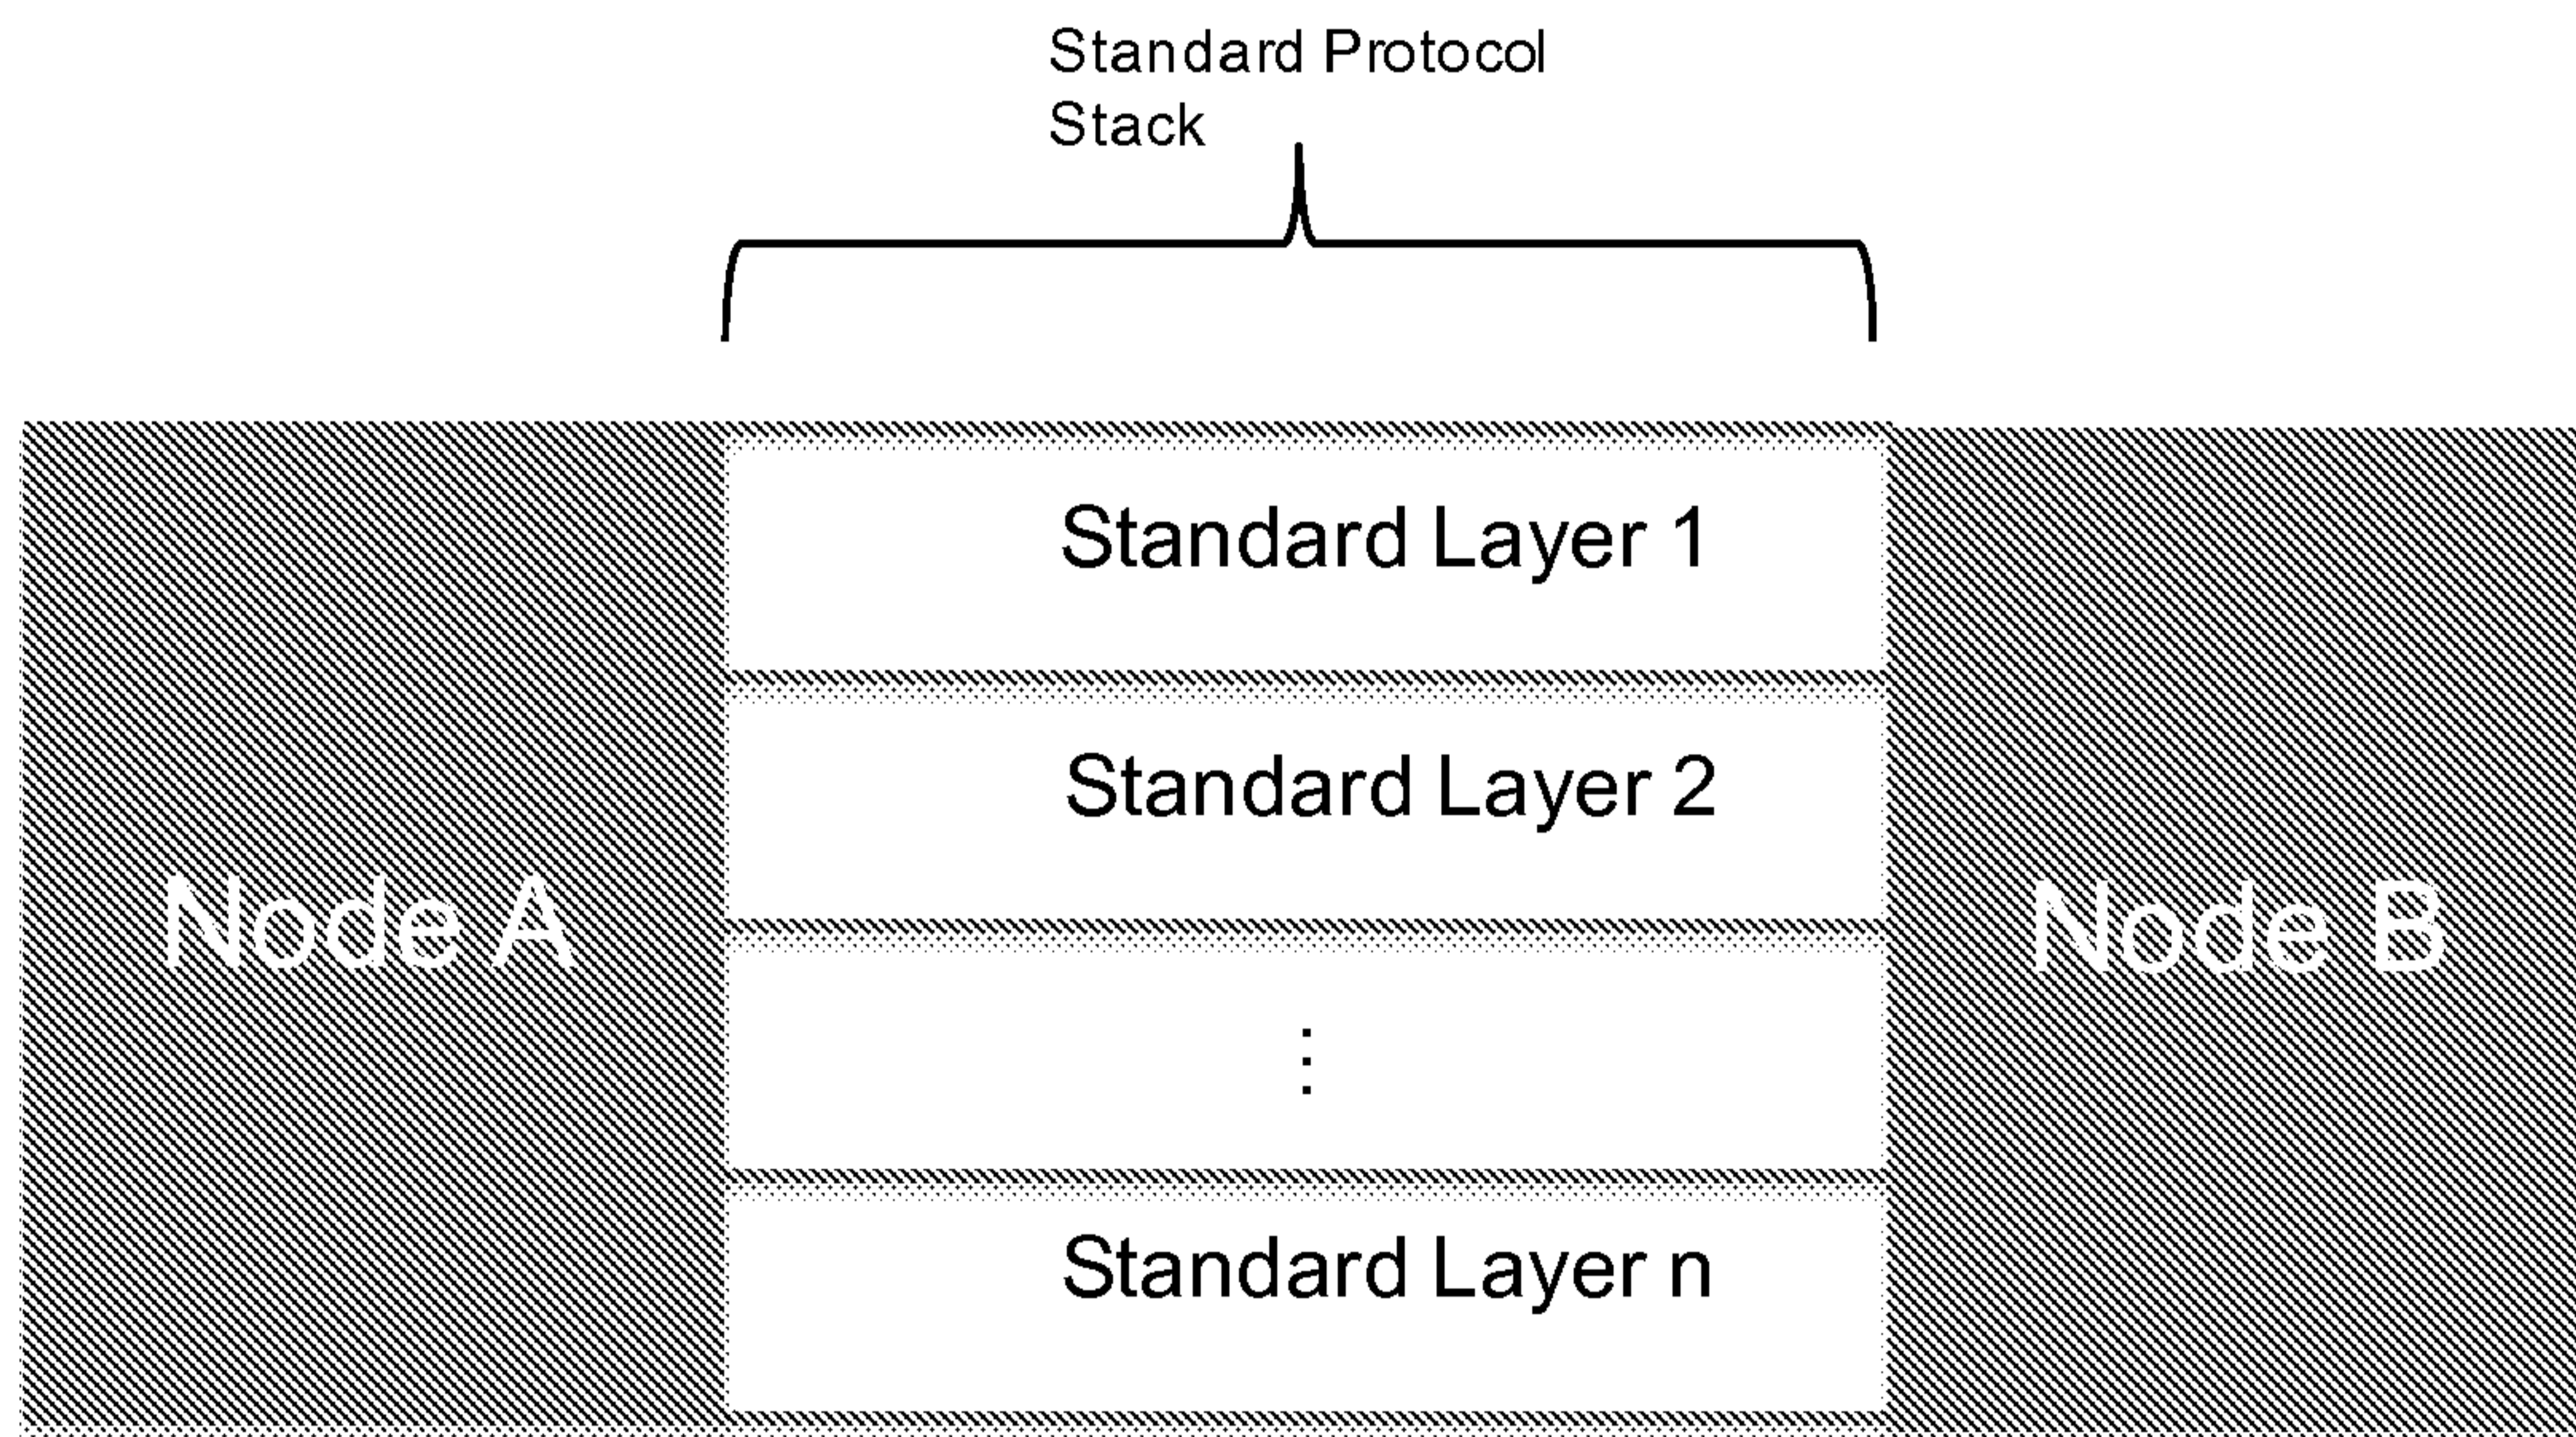 Standard Protocol
Stack
Standard Layer 1
Standard Layer 2
Node A
Node B
⋮
Standard Layer n